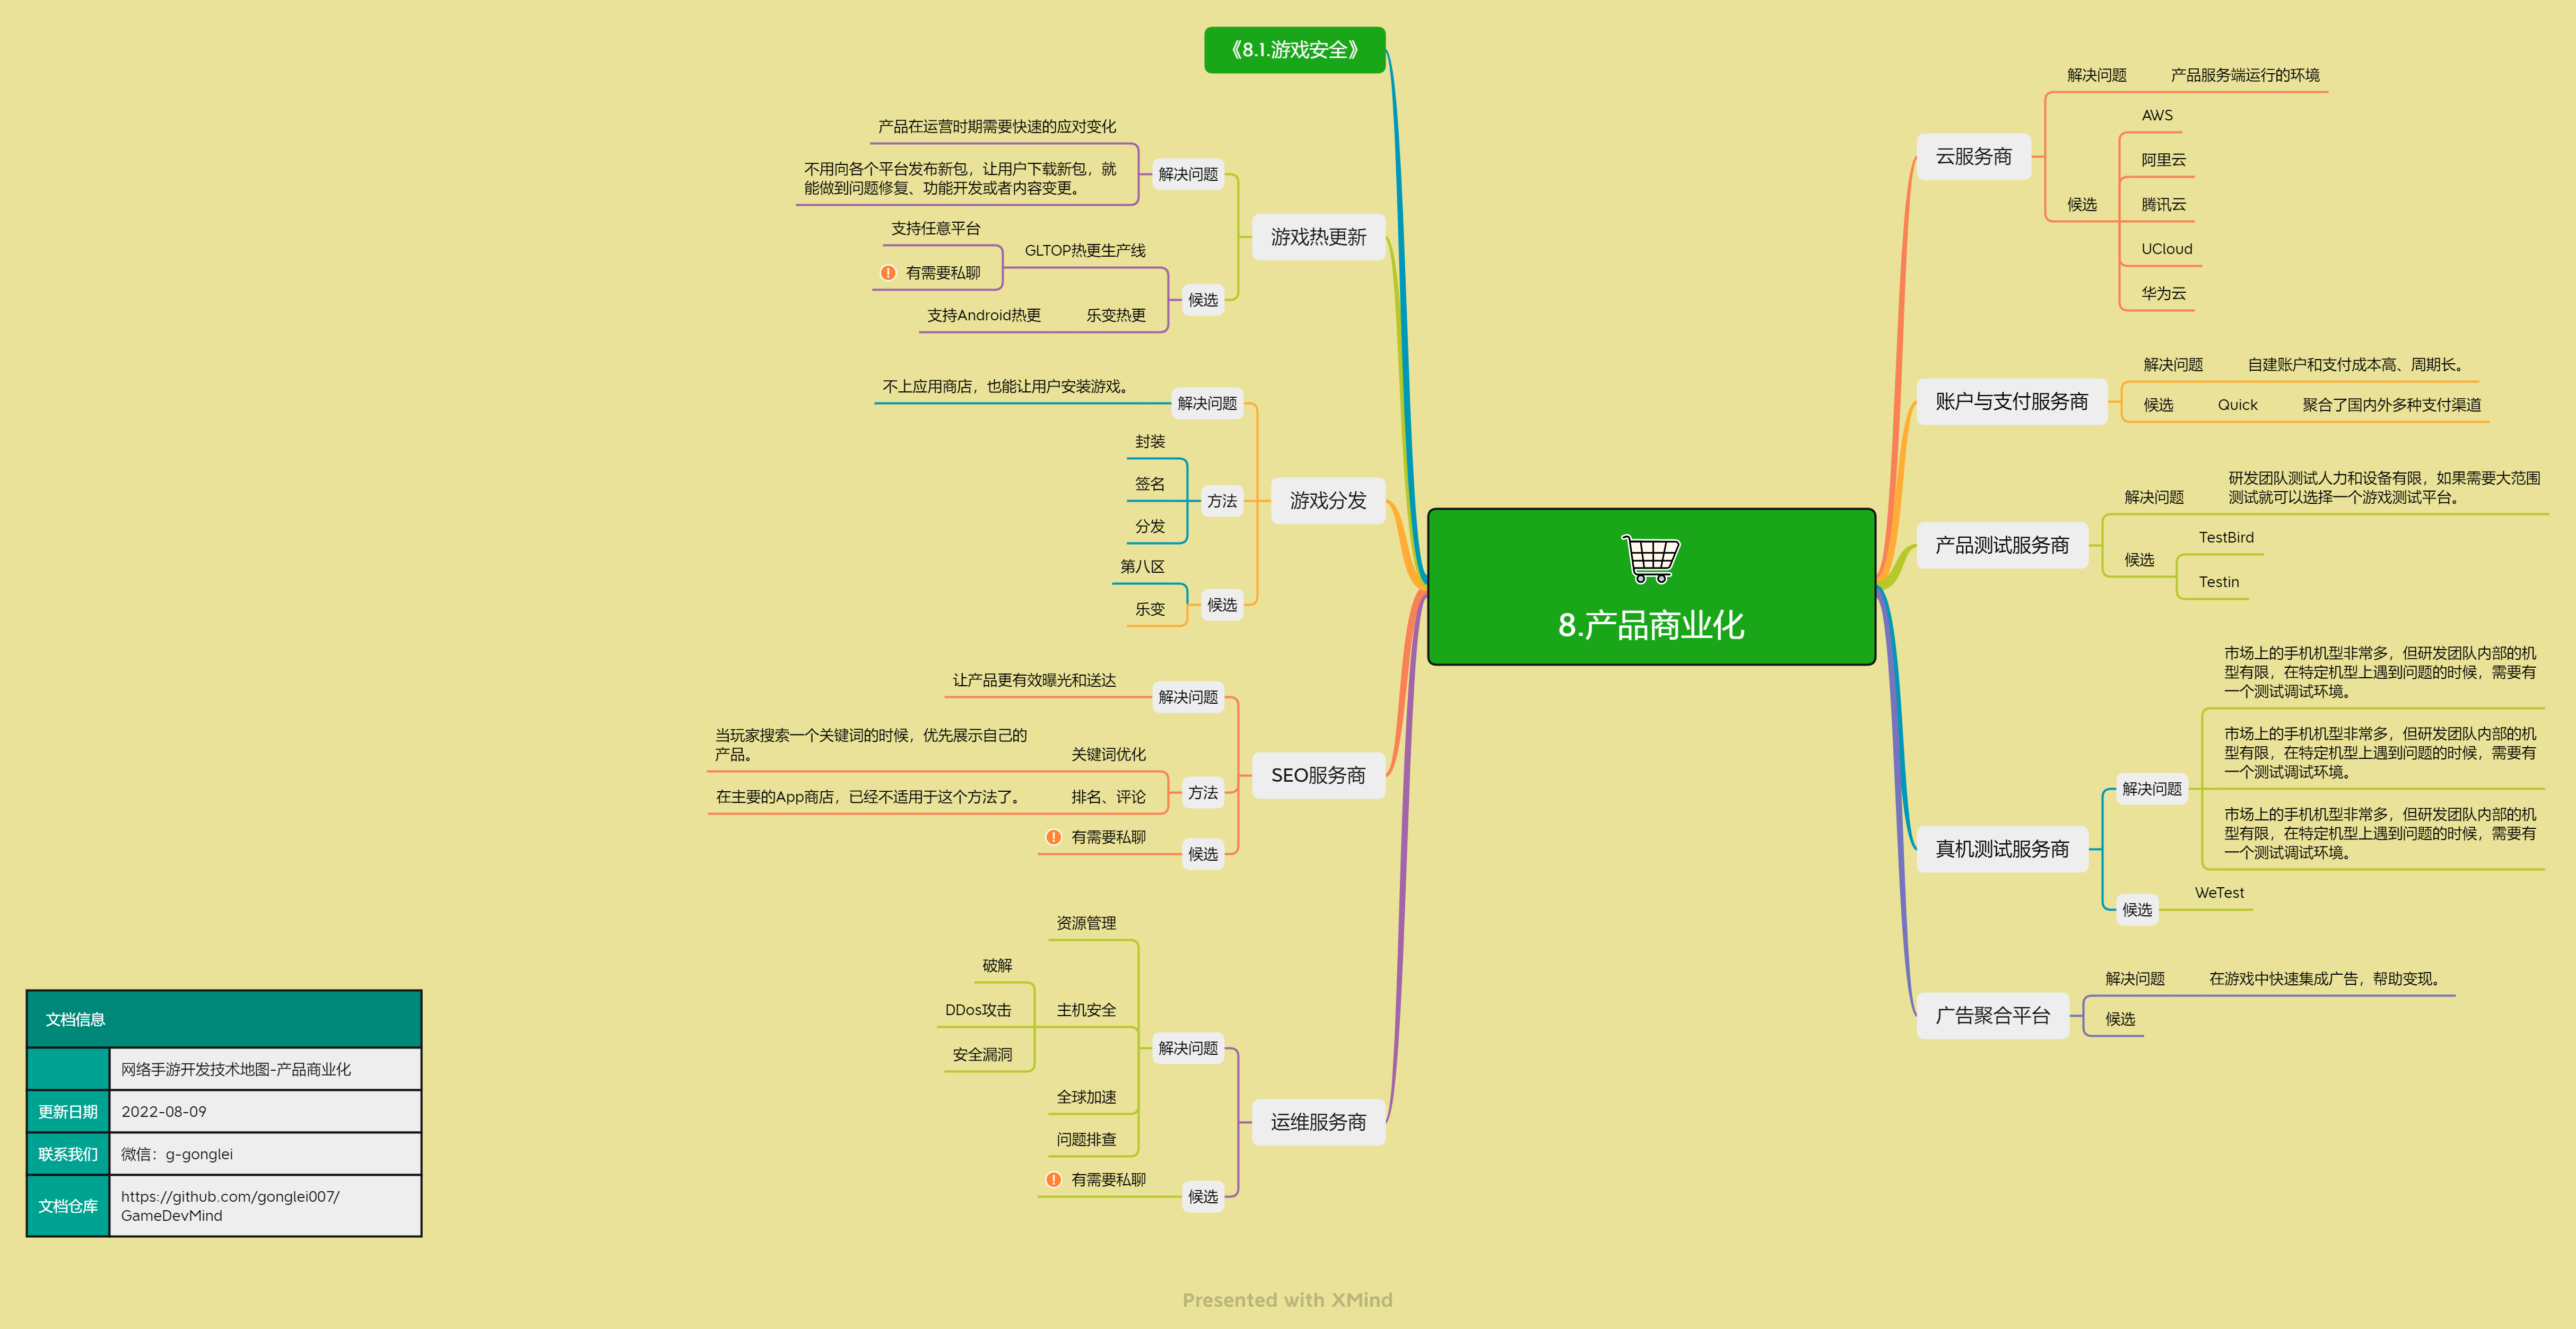 8.产品商业化
云服务商
解决问题
产品服务端运行的环境
候选
AWS
阿里云
腾讯云
UCloud
华为云
账户与支付服务商
解决问题
自建账户和支付成本高、周期长。
候选
Quick
聚合了国内外多种支付渠道
产品测试服务商
解决问题
研发团队测试人力和设备有限，如果需要大范围
测试就可以选择一个游戏测试平台。
候选
TestBird
Testin
真机测试服务商
解决问题
市场上的手机机型非常多，但研发团队内部的机
型有限，在特定机型上遇到问题的时候，需要有
一个测试调试环境。
市场上的手机机型非常多，但研发团队内部的机
型有限，在特定机型上遇到问题的时候，需要有
一个测试调试环境。
市场上的手机机型非常多，但研发团队内部的机
型有限，在特定机型上遇到问题的时候，需要有
一个测试调试环境。
候选
WeTest
广告聚合平台
解决问题
在游戏中快速集成广告，帮助变现。
候选
《8.1.游戏安全》
游戏热更新
解决问题
产品在运营时期需要快速的应对变化
不用向各个平台发布新包，让用户下载新包，就
能做到问题修复、功能开发或者内容变更。
候选
GLTOP热更生产线
支持任意平台
有需要私聊
乐变热更
支持Android热更
游戏分发
解决问题
不上应用商店，也能让用户安装游戏。
方法
封装
签名
分发
候选
第八区
乐变
SEO服务商
解决问题
让产品更有效曝光和送达
方法
关键词优化
当玩家搜索一个关键词的时候，优先展示自己的
产品。
排名、评论
在主要的App商店，已经不适用于这个方法了。
候选
有需要私聊
运维服务商
解决问题
资源管理
主机安全
破解
DDos攻击
安全漏洞
全球加速
问题排查
候选
有需要私聊
文档信息
网络手游开发技术地图-产品商业化
更新日期
2022-08-09
联系我们
微信：g-gonglei
文档仓库
https://github.com/gonglei007/
GameDevMind
Presented with XMind